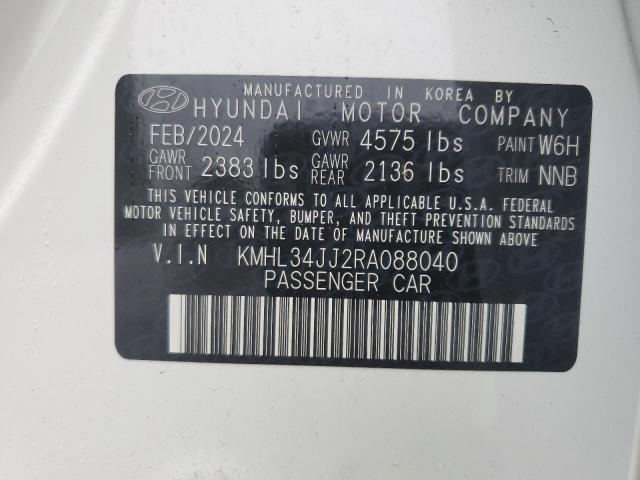 MANUFACTURED IN KOREA BY
HYUNDAI MOTOR COMPANY
FEB/2024 GVWR 4575 lbs PAINT W6H
GAWR FRONT 2383 lbs GAWR REAR 2136 lbs TRIM NNB
THIS VEHICLE CONFORMS TO ALL APPLICABLE U.S.A. FEDERAL
MOTOR VEHICLE SAFETY, BUMPER, AND THEFT PREVENTION STANDARDS
IN EFFECT ON THE DATE OF MANUFACTURE SHOWN ABOVE.
V.I.N KMHL34JJ2RA088040
PASSENGER CAR